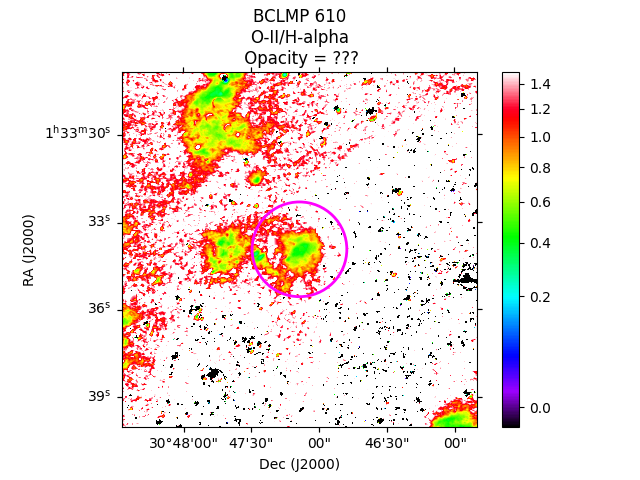 BCLMP 610
O-II/H-alpha
Opacity = ???
1h33m30s
33s
36s
39s
RA (J2000)
30°48'00"
47'30"
00"
46'30"
00"
Dec (J2000)
1.4
1.2
1.0
0.8
0.6
0.4
0.2
0.0